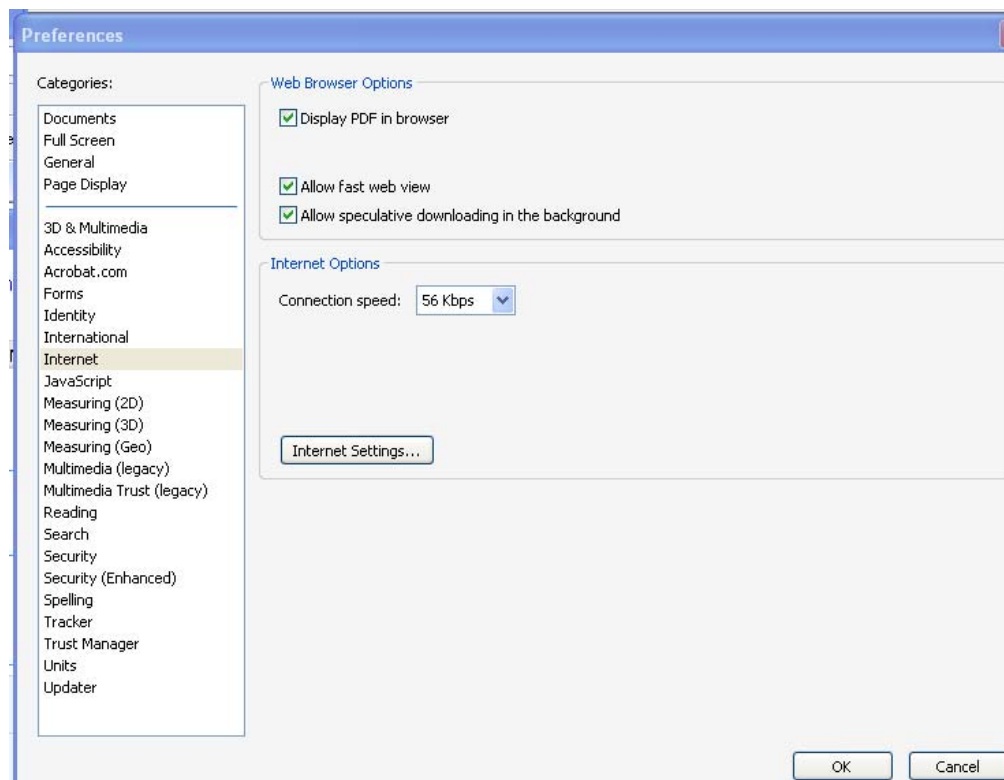 Preferences
Categories:
Documents
Full Screen
General
Page Display
3D & Multimedia
Accessibility
Acrobat.com
Forms
Identity
International
Internet
JavaScript
Measuring (2D)
Measuring (3D)
Measuring (Geo)
Multimedia (legacy)
Multimedia Trust (legacy)
Reading
Search
Security
Security (Enhanced)
Spelling
Tracker
Trust Manager
Units
Updater
Web Browser Options
Display PDF in browser
Allow fast web view
Allow speculative downloading in the background
Internet Options
Connection speed: 56 Kbps
Internet Settings...
OK Cancel